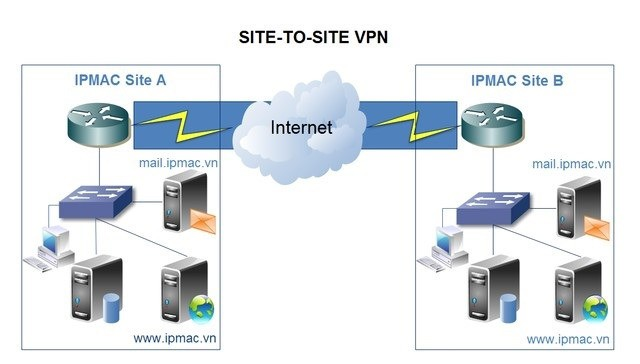 SITE-TO-SITE VPN
IPMAC Site A
IPMAC Site B
Internet
mail.ipmac.vn
mail.ipmac.vn
www.ipmac.vn
www.ipmac.vn